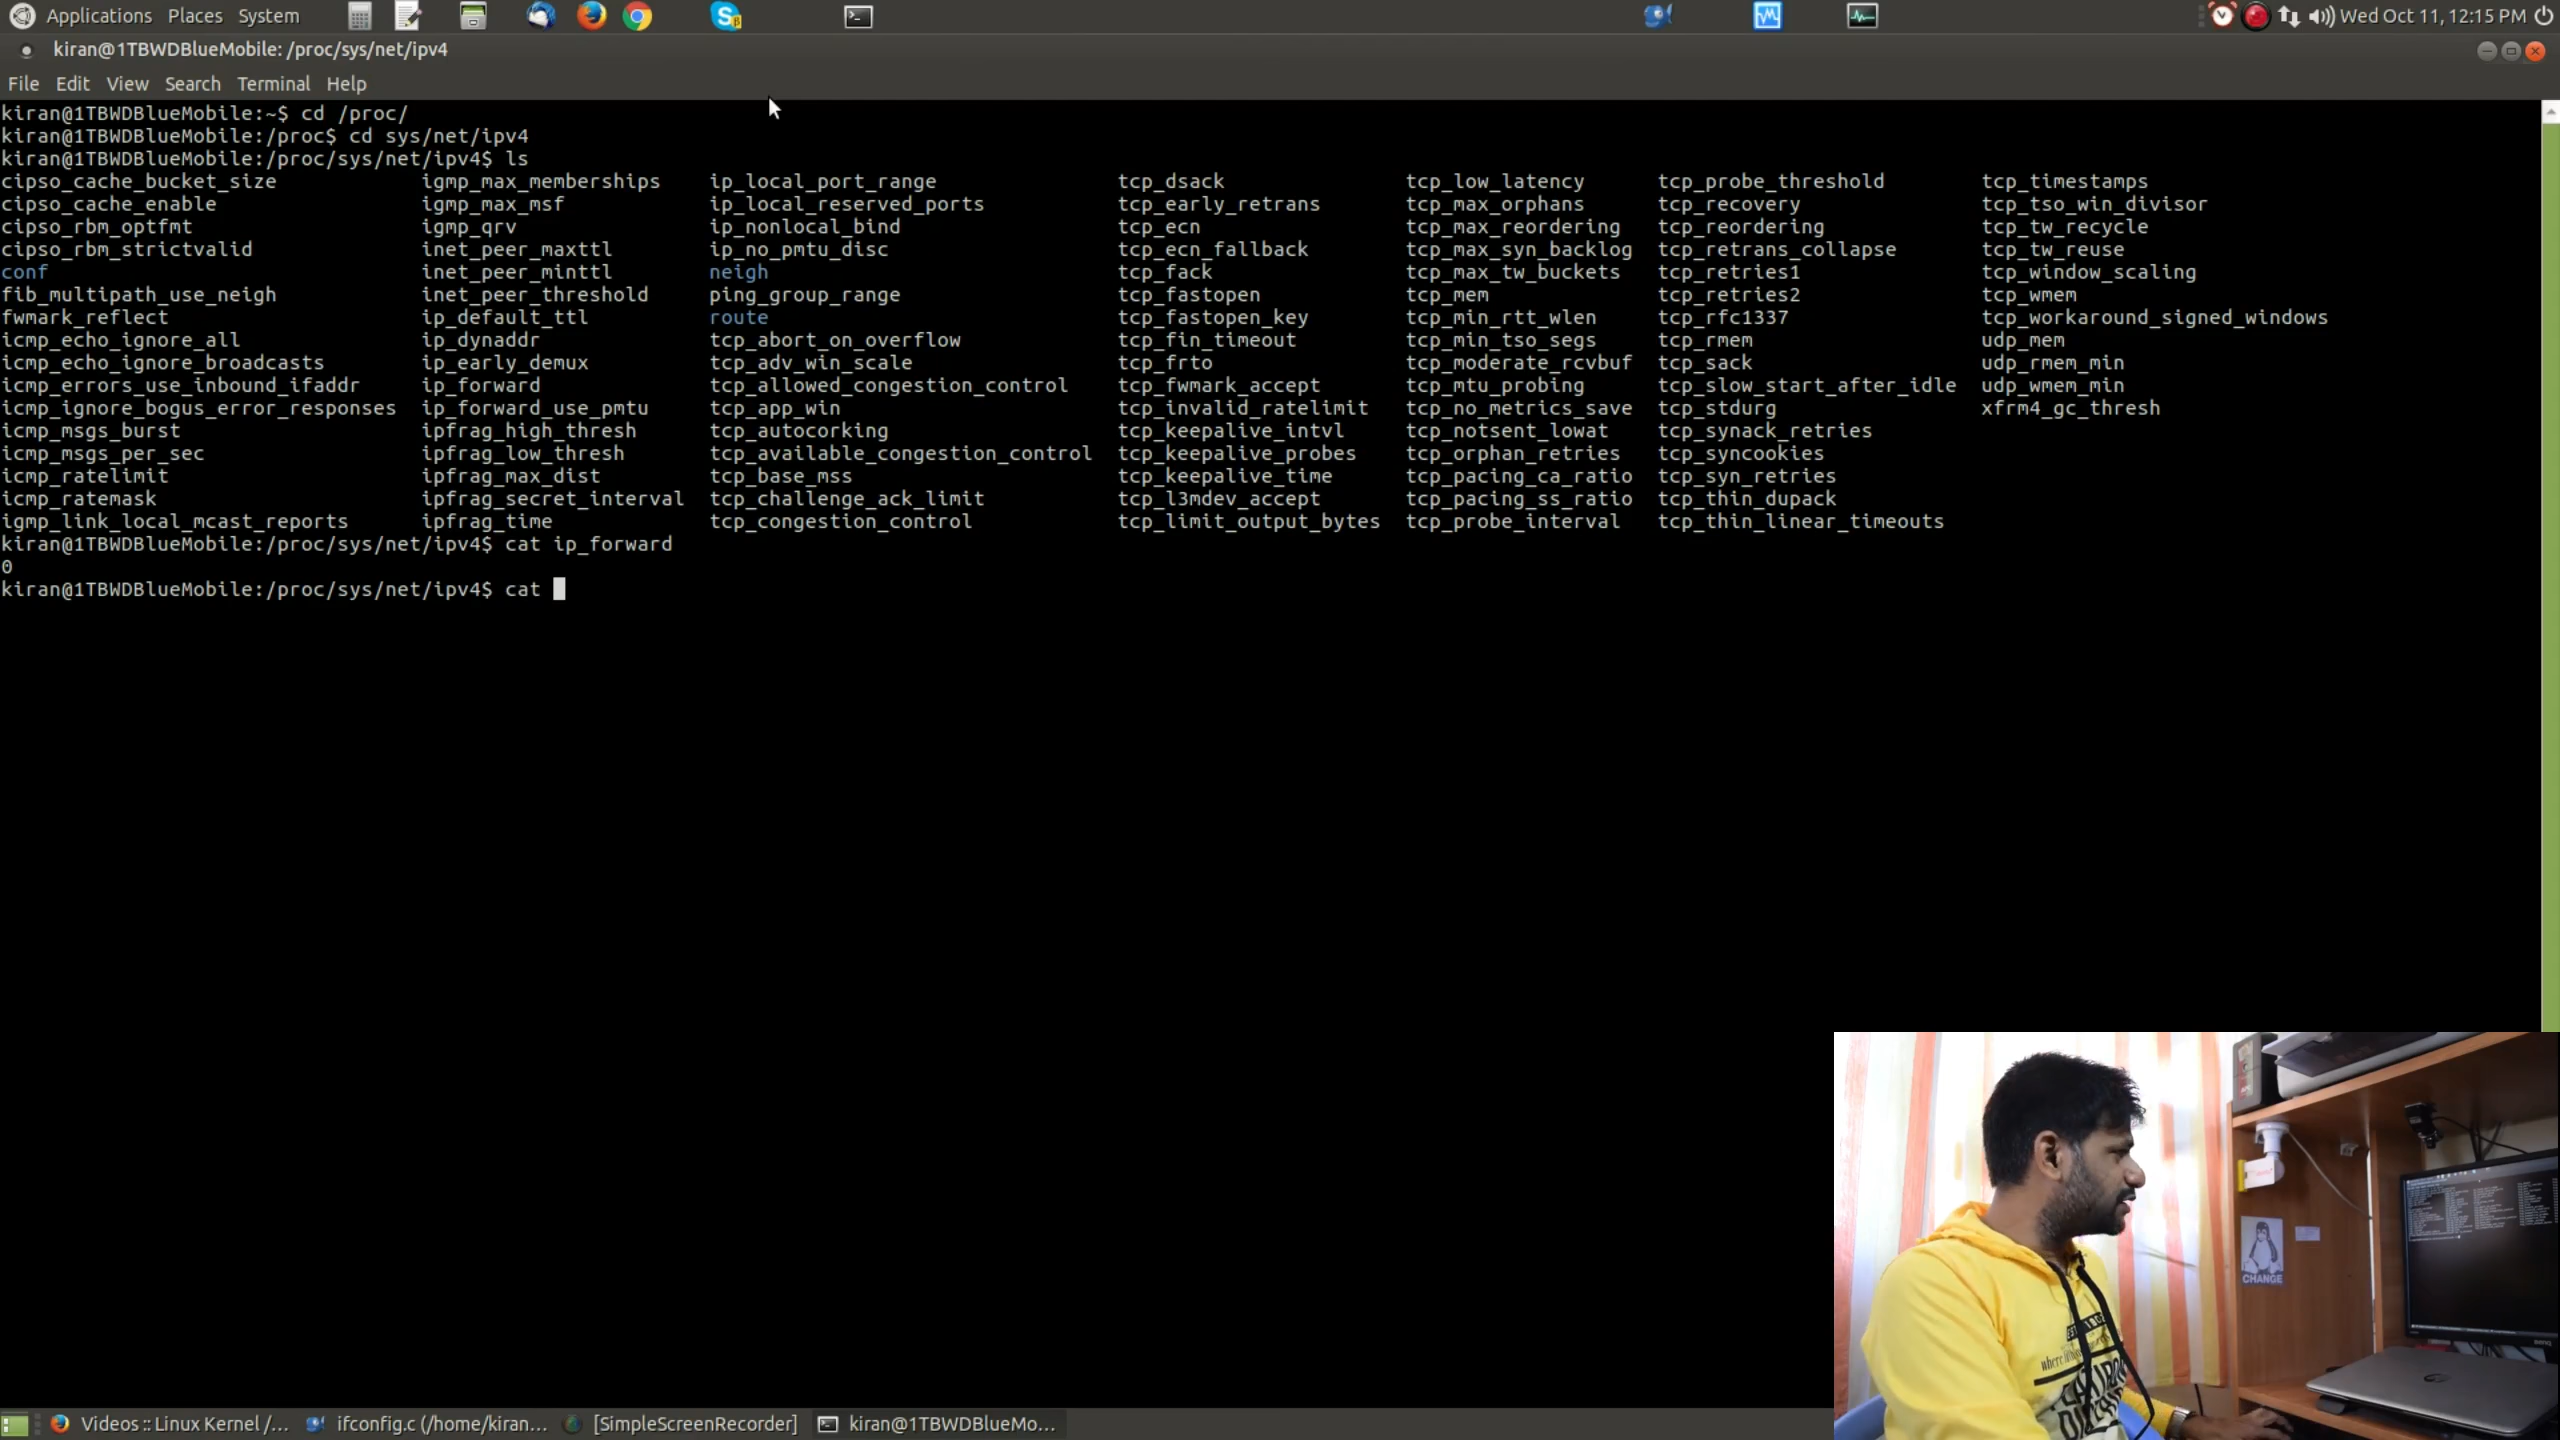 Applications Places System
Wed Oct 11, 12:15 PM
kiran@1TBWDBlueMobile: /proc/sys/net/ipv4
File Edit View Search Terminal Help
kiran@1TBWDBlueMobile:~$ cd /proc/
kiran@1TBWDBlueMobile:/proc$ cd sys/net/ipv4
kiran@1TBWDBlueMobile:/proc/sys/net/ipv4$ ls
cipso_cache_bucket_size igmp_max_memberships ip_local_port_range tcp_dsack tcp_low_latency tcp_probe_threshold tcp_timestamps
cipso_cache_enable igmp_max_msf ip_local_reserved_ports tcp_early_retrans tcp_max_orphans tcp_recovery tcp_tso_win_divisor
cipso_rbm_optfmt igmp_qrv ip_nonlocal_bind tcp_ecn tcp_max_reordering tcp_reordering tcp_tw_recycle
cipso_rbm_strictvalid inet_peer_maxttl ip_no_pmtu_disc tcp_ecn_fallback tcp_max_syn_backlog tcp_retrans_collapse tcp_tw_reuse
conf inet_peer_minttl neigh tcp_fack tcp_max_tw_buckets tcp_retries1 tcp_window_scaling
fib_multipath_use_neigh inet_peer_threshold ping_group_range tcp_fastopen tcp_mem tcp_retries2 tcp_wmem
fwmark_reflect ip_default_ttl route tcp_fastopen_key tcp_min_rtt_wlen tcp_rfc1337 tcp_workaround_signed_windows
icmp_echo_ignore_all ip_dynaddr tcp_abort_on_overflow tcp_fin_timeout tcp_min_tso_segs tcp_rmem udp_mem
icmp_echo_ignore_broadcasts ip_early_demux tcp_adv_win_scale tcp_frto tcp_moderate_rcvbuf tcp_sack udp_rmem_min
icmp_errors_use_inbound_ifaddr ip_forward tcp_allowed_congestion_control tcp_fwmark_accept tcp_mtu_probing tcp_slow_start_after_idle udp_wmem_min
icmp_ignore_bogus_error_responses ip_forward_use_pmtu tcp_app_win tcp_invalid_ratelimit tcp_no_metrics_save tcp_stdurg xfrm4_gc_thresh
icmp_msgs_burst ipfrag_high_thresh tcp_autocorking tcp_keepalive_intvl tcp_notsent_lowat tcp_synack_retries
icmp_msgs_per_sec ipfrag_low_thresh tcp_available_congestion_control tcp_keepalive_probes tcp_orphan_retries tcp_syncookies
icmp_ratelimit ipfrag_max_dist tcp_base_mss tcp_keepalive_time tcp_pacing_ca_ratio tcp_syn_retries
icmp_ratemask ipfrag_secret_interval tcp_challenge_ack_limit tcp_l3mdev_accept tcp_pacing_ss_ratio tcp_thin_dupack
igmp_link_local_mcast_reports ipfrag_time tcp_congestion_control tcp_limit_output_bytes tcp_probe_interval tcp_thin_linear_timeouts
kiran@1TBWDBlueMobile:/proc/sys/net/ipv4$ cat ip_forward
0
kiran@1TBWDBlueMobile:/proc/sys/net/ipv4$ cat
CHANGE
Videos :: Linux Kernel /... ifconfig.c (/home/kiran... [SimpleScreenRecorder] kiran@1TBWDBlueMo...